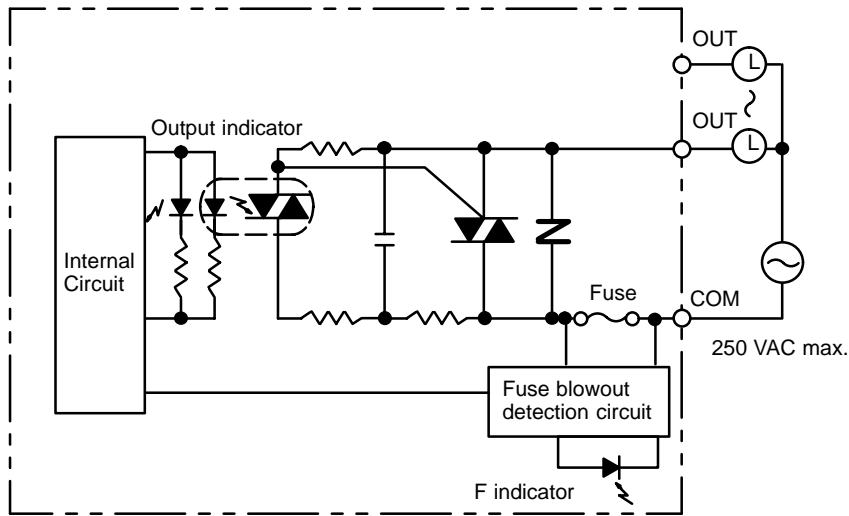 OUT
L
OUT
L
Output indicator
Internal
Circuit
Fuse
COM
250 VAC max.
Fuse blowout
detection circuit
F indicator